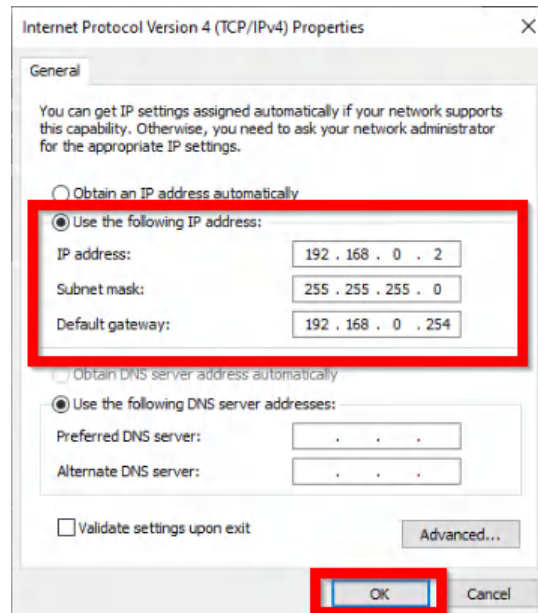 Internet Protocol Version 4 (TCP/IPv4) Properties
General
You can get IP settings assigned automatically if your network supports
this capability. Otherwise, you need to ask your network administrator
for the appropriate IP settings.
Obtain an IP address automatically
Use the following IP address:
IP address: 192 . 168 . 0 . 2
Subnet mask: 255 . 255 . 255 . 0
Default gateway: 192 . 168 . 0 . 254
Obtain DNS server address automatically
Use the following DNS server addresses:
Preferred DNS server: . . .
Alternate DNS server: . . .
Validate settings upon exit
Advanced...
OK Cancel